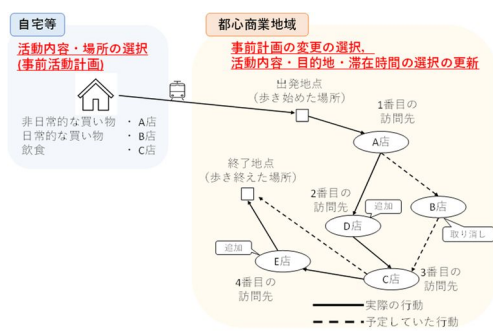 自宅等
活動内容・場所の選択
(事前活動計画)
非日常的な買い物 ・A店
日常的な買い物 ・B店
飲食 ・C店
都心商業地域
事前計画の変更の選択,
活動内容・目的地・滞在時間の選択の更新
出発地点
(歩き始めた場所)
1番目の
訪問先
A店
終了地点
(歩き終えた場所)
2番目の
訪問先
追加
D店
B店
取り消し
追加
E店
C店
3番目の
訪問先
4番目の
訪問先
実際の行動
予定していた行動